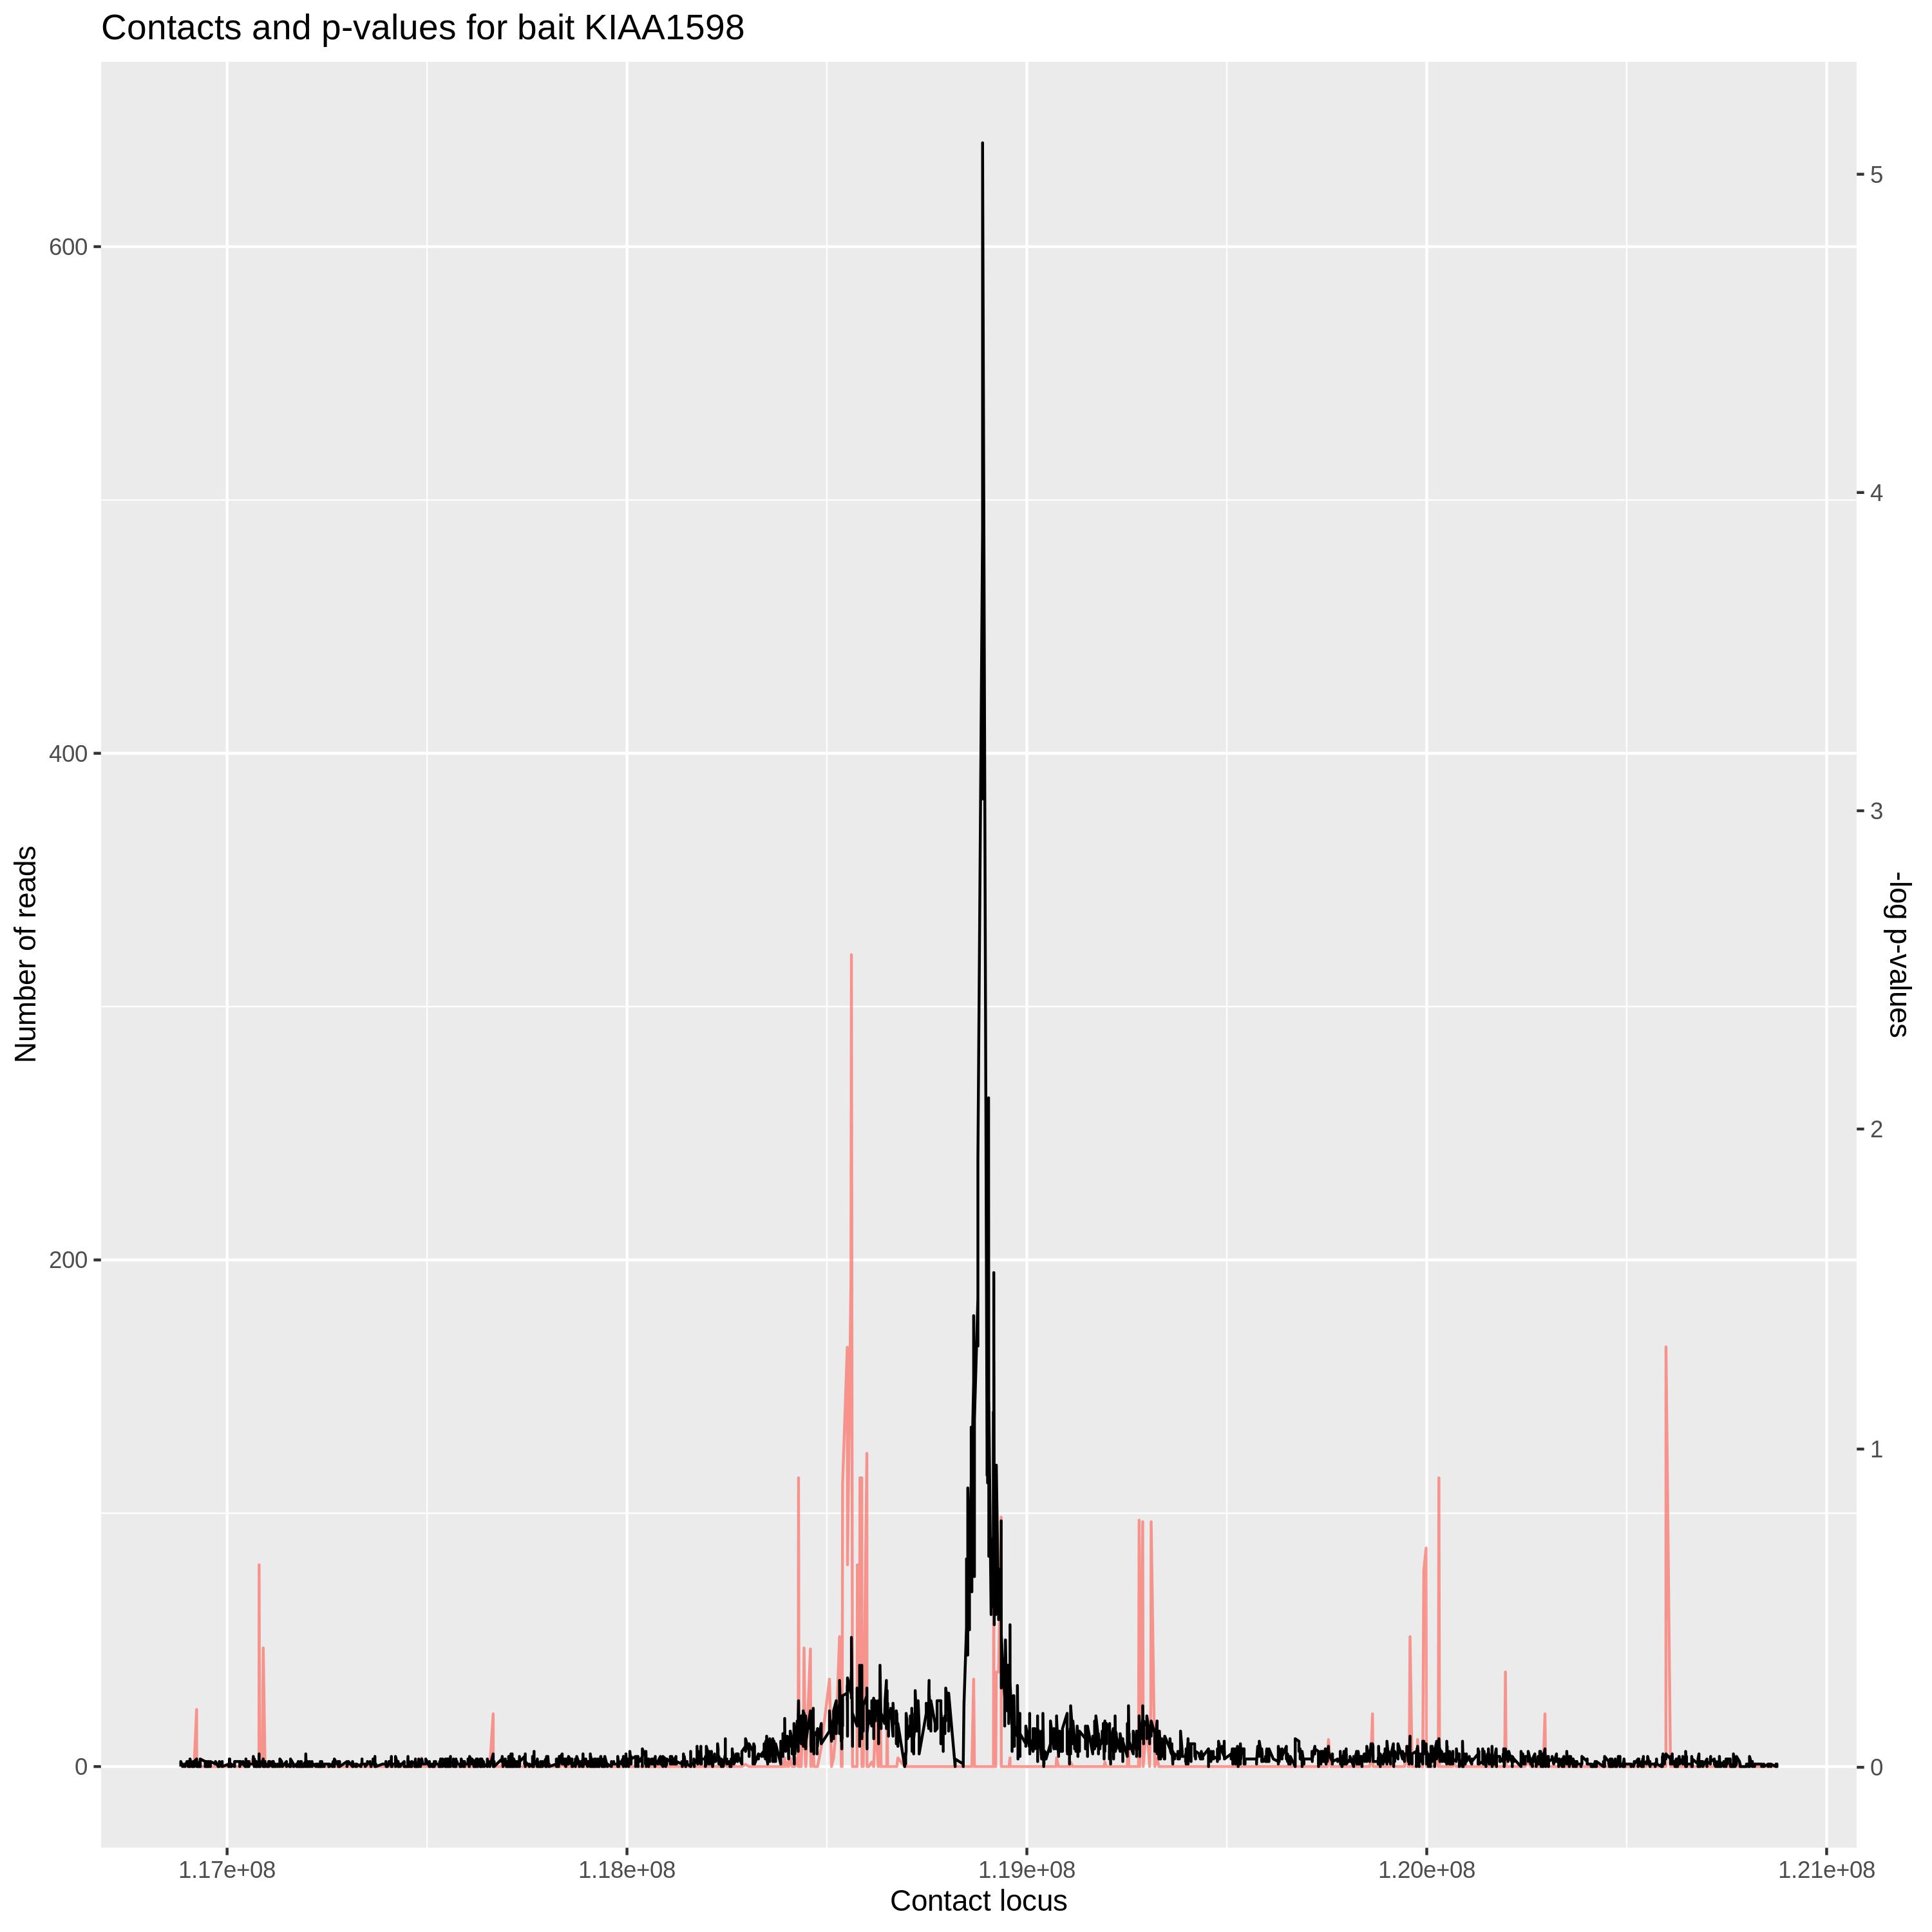 Contacts and p-values for bait KIAA1598
600
400
200
0
Number of reads
5
4
3
2
1
0
-log p-values
1.17e+08 1.18e+08 1.19e+08 1.20e+08 1.21e+08
Contact locus